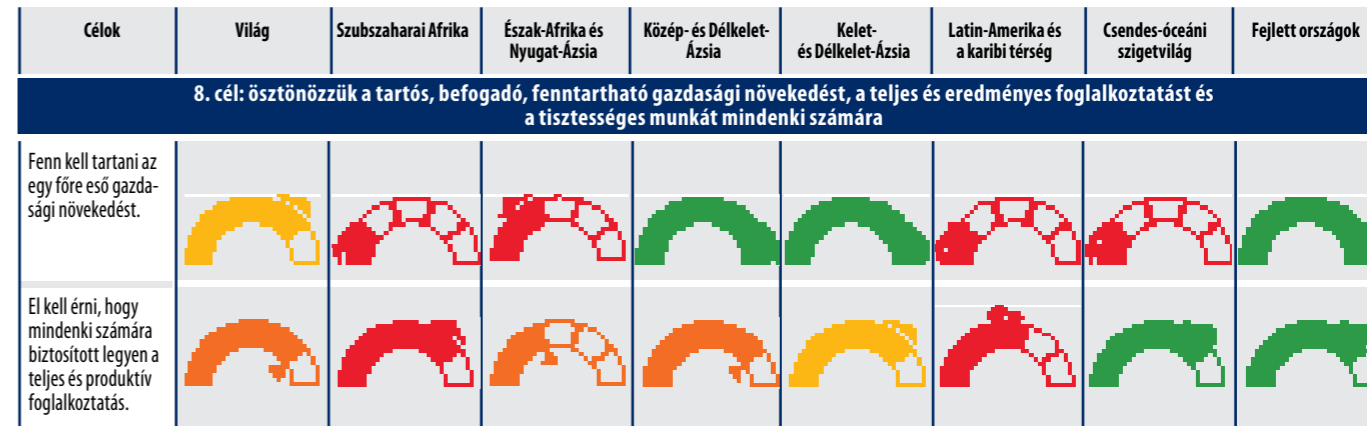 Célok
Világ
Szubszaharai Afrika
Észak-Afrika és
Nyugat-Ázsia
Közép- és Délkelet-
Ázsia
Kelet-
és Délkelet-Ázsia
Latin-Amerika és
a karibi térség
Csendes-óceáni
szigetvilág
Fejlett országok
8. cél: ösztönözzük a tartós, befogadó, fenntartható gazdasági növekedést, a teljes és eredményes foglalkoztatást és
a tisztességes munkát mindenki számára
Fenn kell tartani az
egy főre eső gazda-
sági növekedést.
El kell érni, hogy
mindenki számára
biztosított legyen a
teljes és produktív
foglalkoztatás.